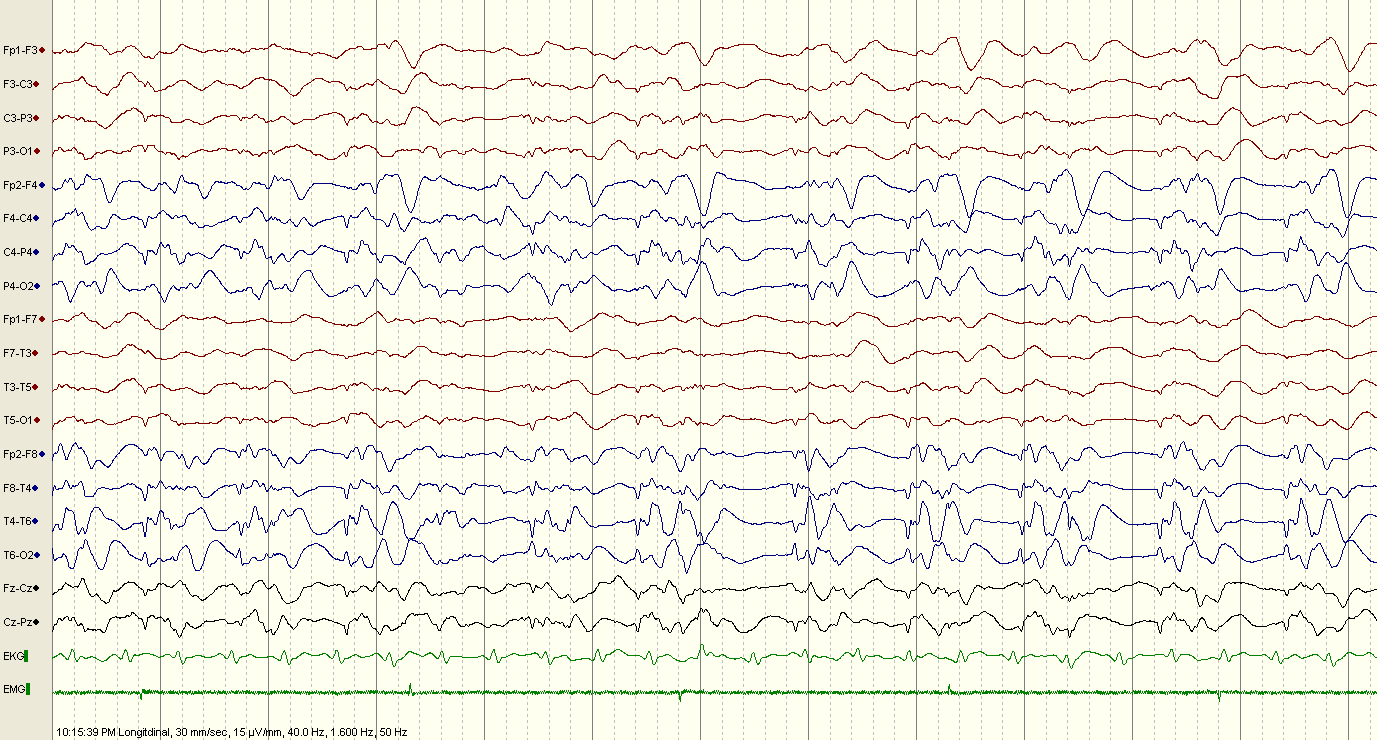 Fp1-F3
F3-C3
C3-P3
P3-O1
Fp2-F4
F4-C4
C4-P4
P4-O2
Fp1-F7
F7-T3
T3-T5
T5-O1
Fp2-F8
F8-T4
T4-T6
T6-O2
Fz-Cz
Cz-Pz
EKG
EMG
10:15:39 PM Longitdinal, 30 mm/sec, 15 µV/mm, 40.0 Hz, 1.600 Hz, 50 Hz